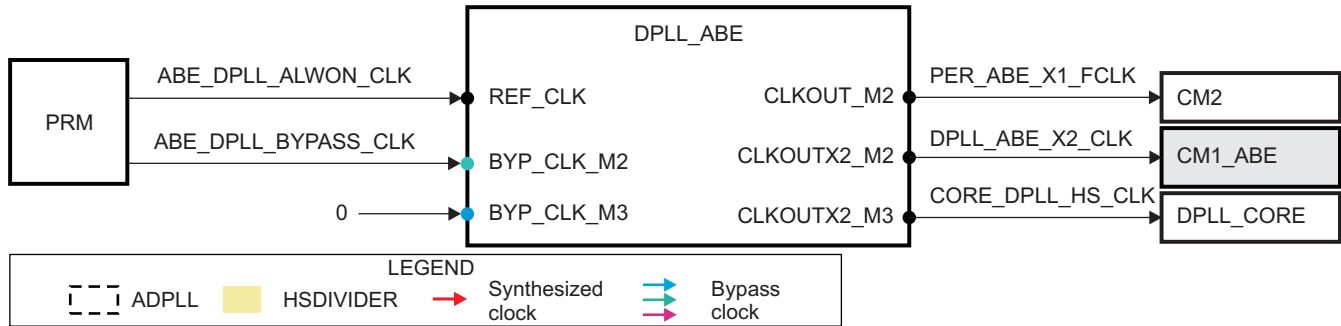 DPLL_ABE
PRM
ABE_DPLL_ALWON_CLK
REF_CLK
CLKOUT_M2
PER_ABE_X1_FCLK
CM2
ABE_DPLL_BYPASS_CLK
BYP_CLK_M2
CLKOUTX2_M2
DPLL_ABE_X2_CLK
CM1_ABE
0
BYP_CLK_M3
CLKOUTX2_M3
CORE_DPLL_HS_CLK
DPLL_CORE
LEGEND
ADPLL
HSDIVIDER
Synthesized
clock
Bypass
clock